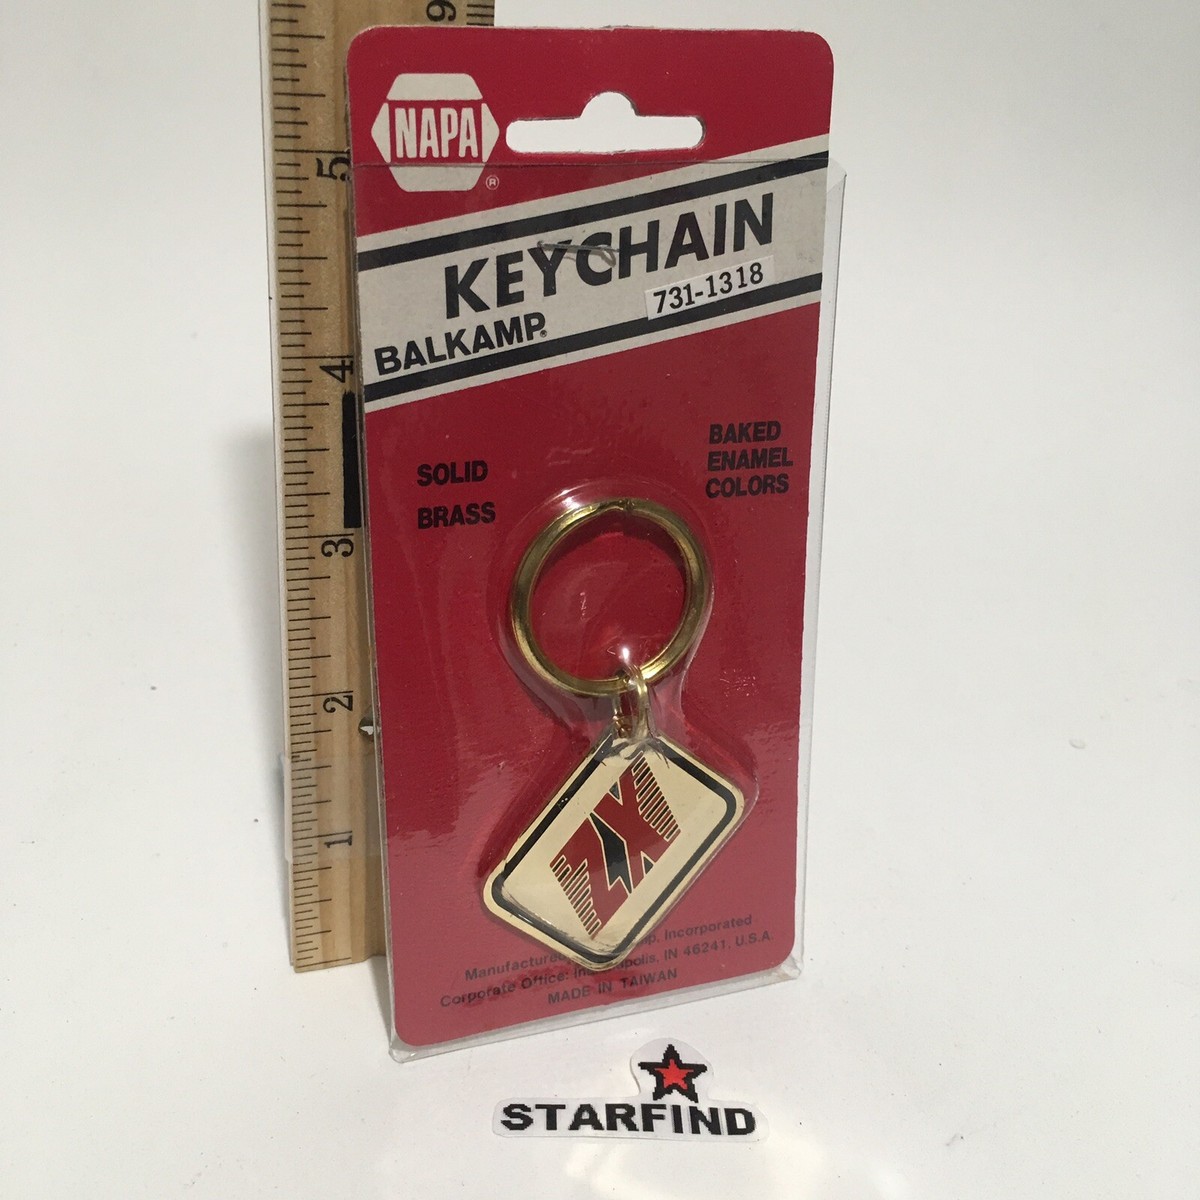 NAPA
®
KEYCHAIN
731-1318
BALKAMP®
SOLID
BRASS
BAKED
ENAMEL
COLORS
ZX
Incorporated
Corporate Office: IN 46241, U.S.A.
MADE IN TAIWAN
9
5
4
3
2
1
STARFIND